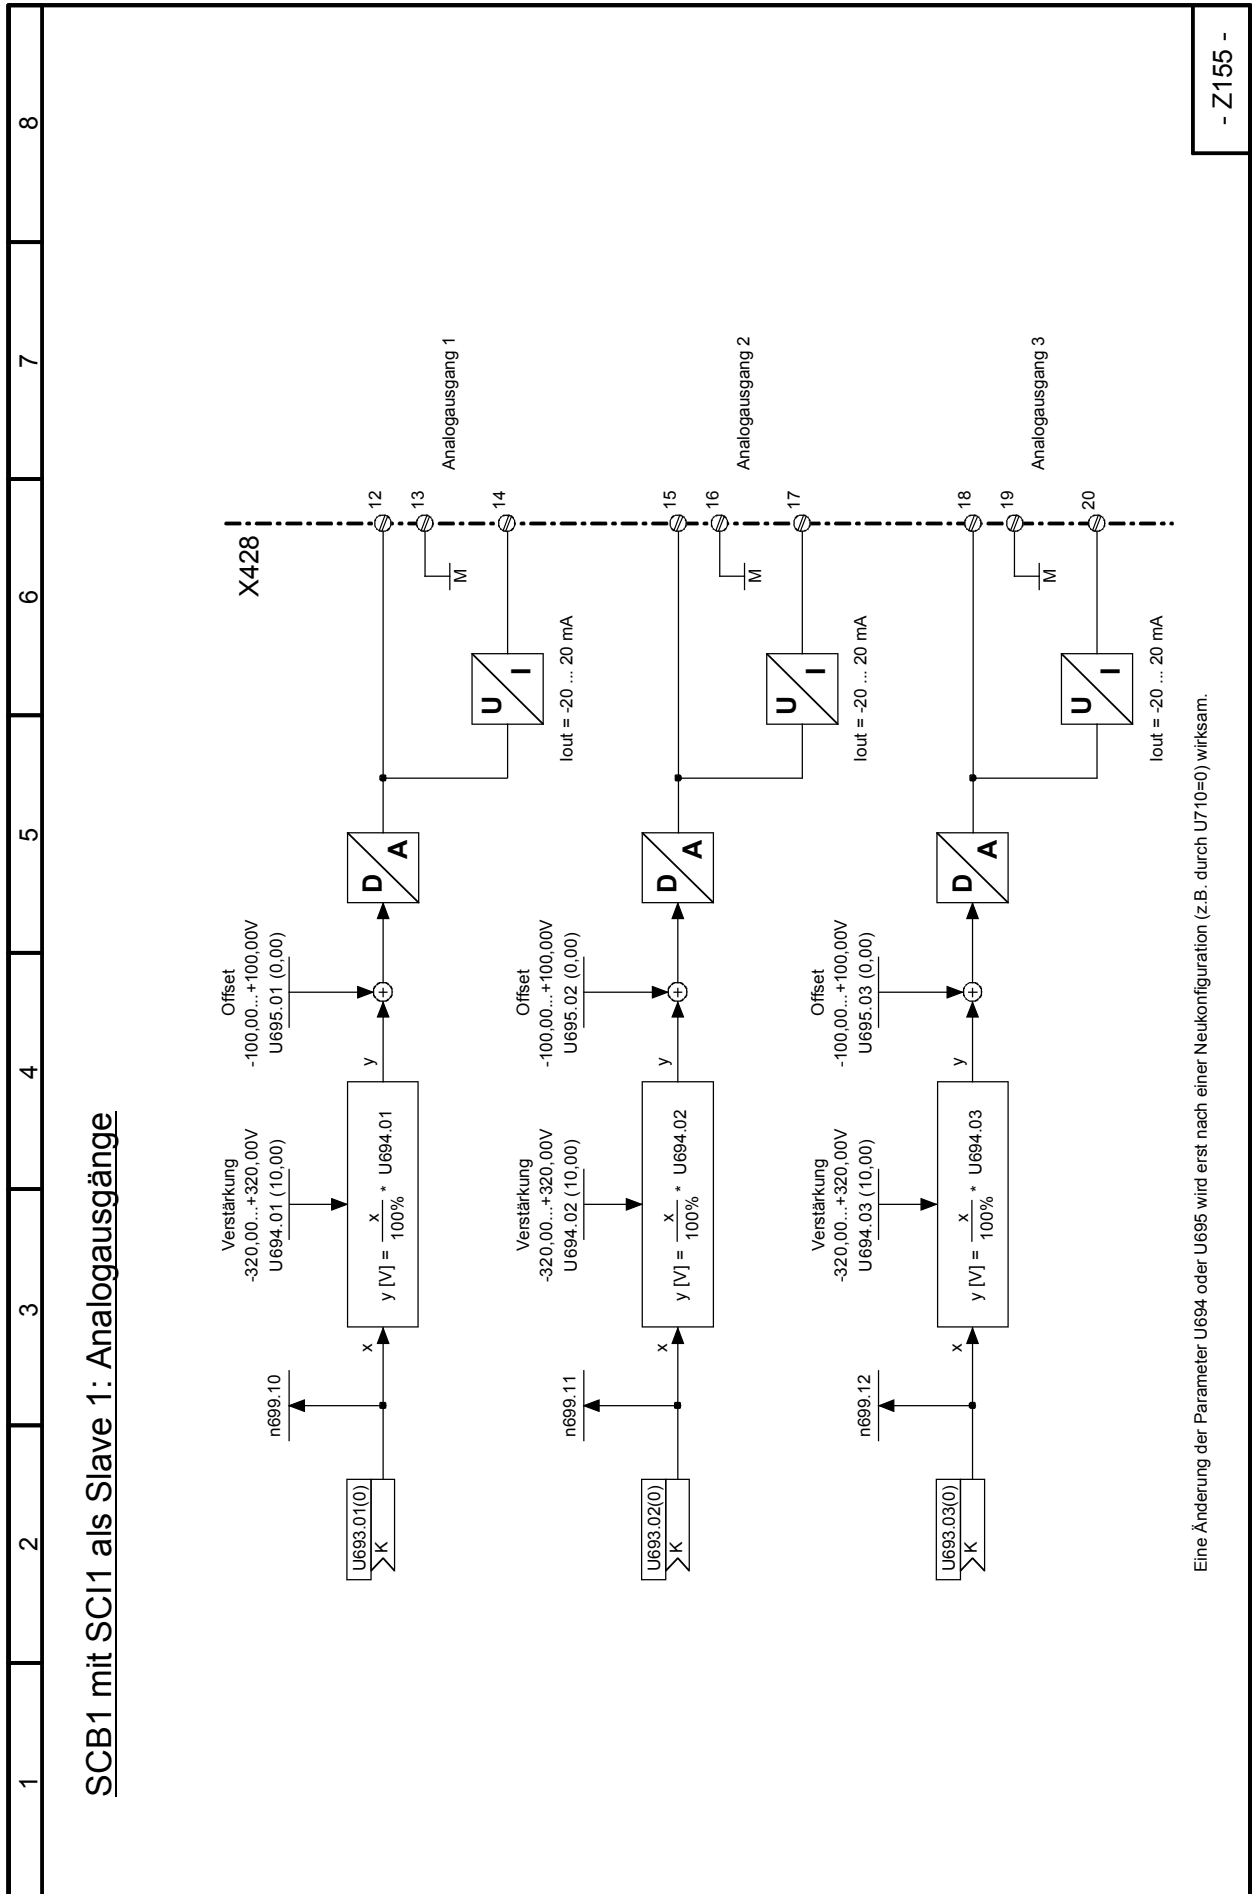 1 2 3 4 5 6 7 8
SCB1 mit SCI1 als Slave 1: Analogausgänge
X428
U693.01(0)
K
n699.10
x
Verstärkung
-320,00...+320,00V
U694.01 (10,00)
y [V] = x / 100% * U694.01
y
Offset
-100,00...+100,00V
U695.01 (0,00)
+
D
A
U
I
Iout = -20 ... 20 mA
M
12
13
14
Analogausgang 1
U693.02(0)
K
n699.11
x
Verstärkung
-320,00...+320,00V
U694.02 (10,00)
y [V] = x / 100% * U694.02
y
Offset
-100,00...+100,00V
U695.02 (0,00)
+
D
A
U
I
Iout = -20 ... 20 mA
M
15
16
17
Analogausgang 2
U693.03(0)
K
n699.12
x
Verstärkung
-320,00...+320,00V
U694.03 (10,00)
y [V] = x / 100% * U694.03
y
Offset
-100,00...+100,00V
U695.03 (0,00)
+
D
A
U
I
Iout = -20 ... 20 mA
M
18
19
20
Analogausgang 3
Eine Änderung der Parameter U694 oder U695 wird erst nach einer Neukonfiguration (z.B. durch U710=0) wirksam.
- Z155 -